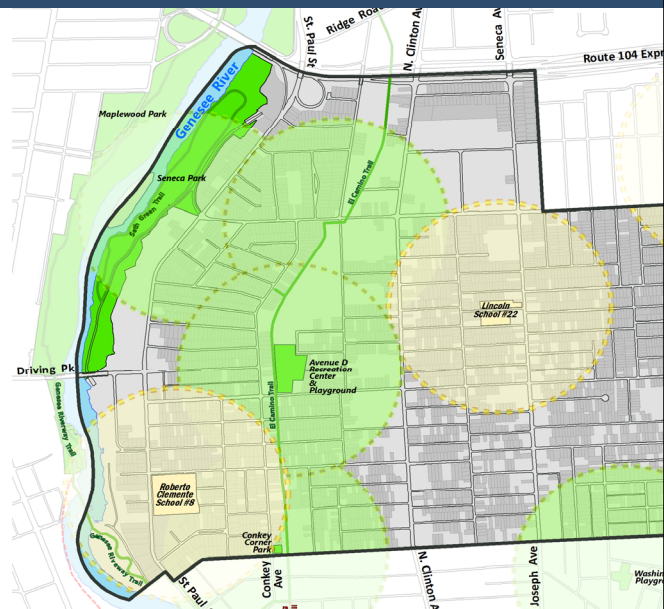 St. Paul St
Ridge Road
N. Clinton Av
Seneca Av
Route 104 Expr
Genesee River
Maplewood Park
Seneca Park
El Camino Trail
Seth Green Trail
Lincoln
School #22
Driving Pk
Avenue D
Recreation
Center
&
Playground
El Camino Trail
Genesee Riverway Trail
Roberto
Clemente
School #8
Conkey
Corner
Park
Genesee Riverway Trail
St Paul
Conkey
Ave
N. Clinton A
Joseph Ave
Washin
Playgr